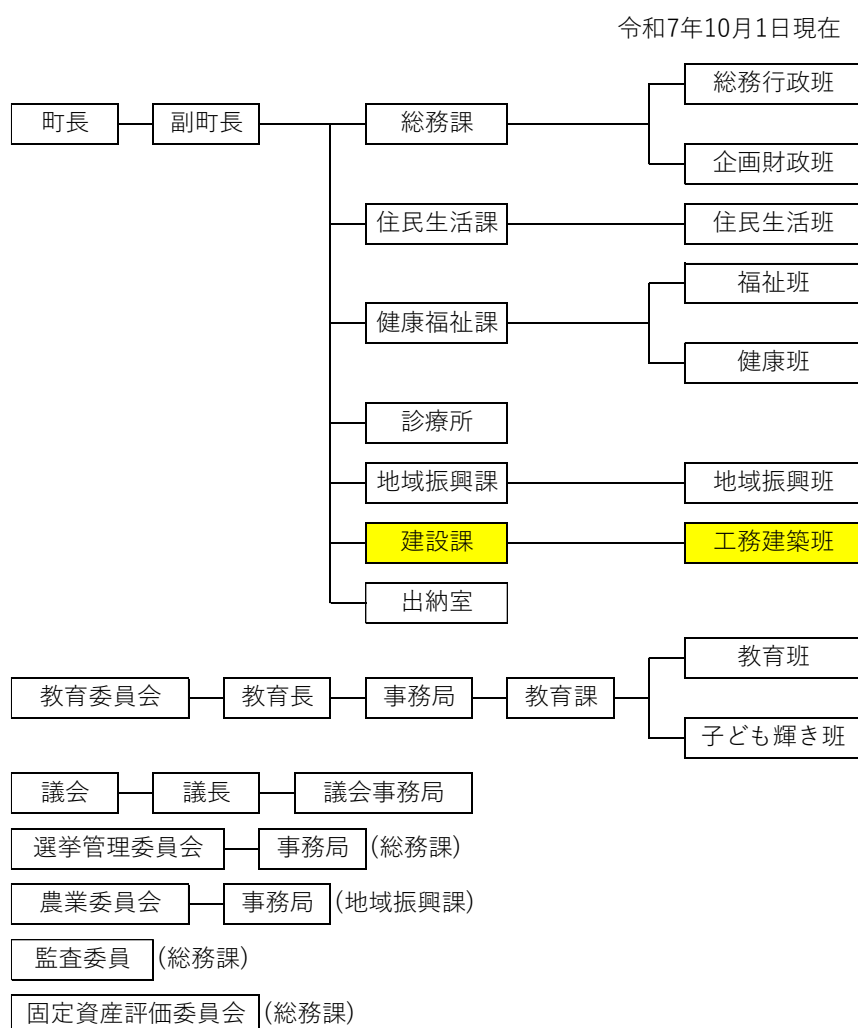 令和7年10月1日現在
総務行政班
町長 副町長 総務課
企画財政班
住民生活課 住民生活班
福祉班
健康福祉課
健康班
診療所
地域振興課 地域振興班
建設課 工務建築班
出納室
教育班
教育委員会 教育長 事務局 教育課
子ども輝き班
議会 議長 議会事務局
選挙管理委員会 事務局 (総務課)
農業委員会 事務局 (地域振興課)
監査委員 (総務課)
固定資産評価委員会 (総務課)